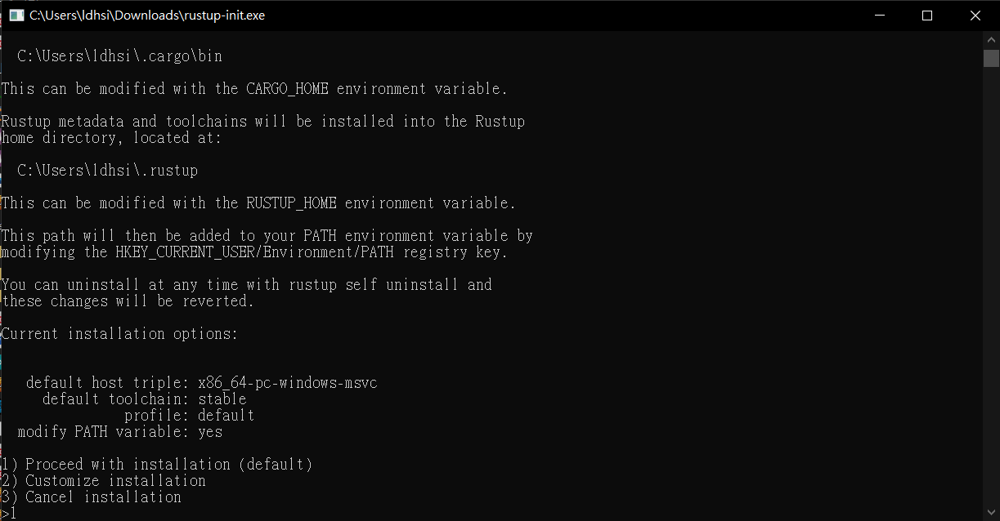 C:\Users\ldhsi\Downloads\rustup-init.exe
C:\Users\ldhsi\.cargo\bin
This can be modified with the CARGO_HOME environment variable.
Rustup metadata and toolchains will be installed into the Rustup
home directory, located at:
C:\Users\ldhsi\.rustup
This can be modified with the RUSTUP_HOME environment variable.
This path will then be added to your PATH environment variable by
modifying the HKEY_CURRENT_USER/Environment/PATH registry key.
You can uninstall at any time with rustup self uninstall and
these changes will be reverted.
Current installation options:
default host triple: x86_64-pc-windows-msvc
default toolchain: stable
profile: default
modify PATH variable: yes
1) Proceed with installation (default)
2) Customize installation
3) Cancel installation
>1